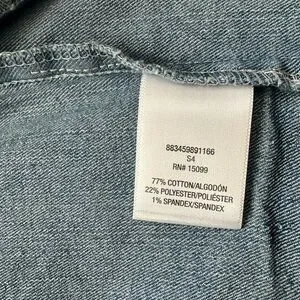 883459891166
S4
RN# 15099
77% COTTON/ALGODÓN
22% POLYESTER/POLIÉSTER
1% SPANDEX/SPANDEX